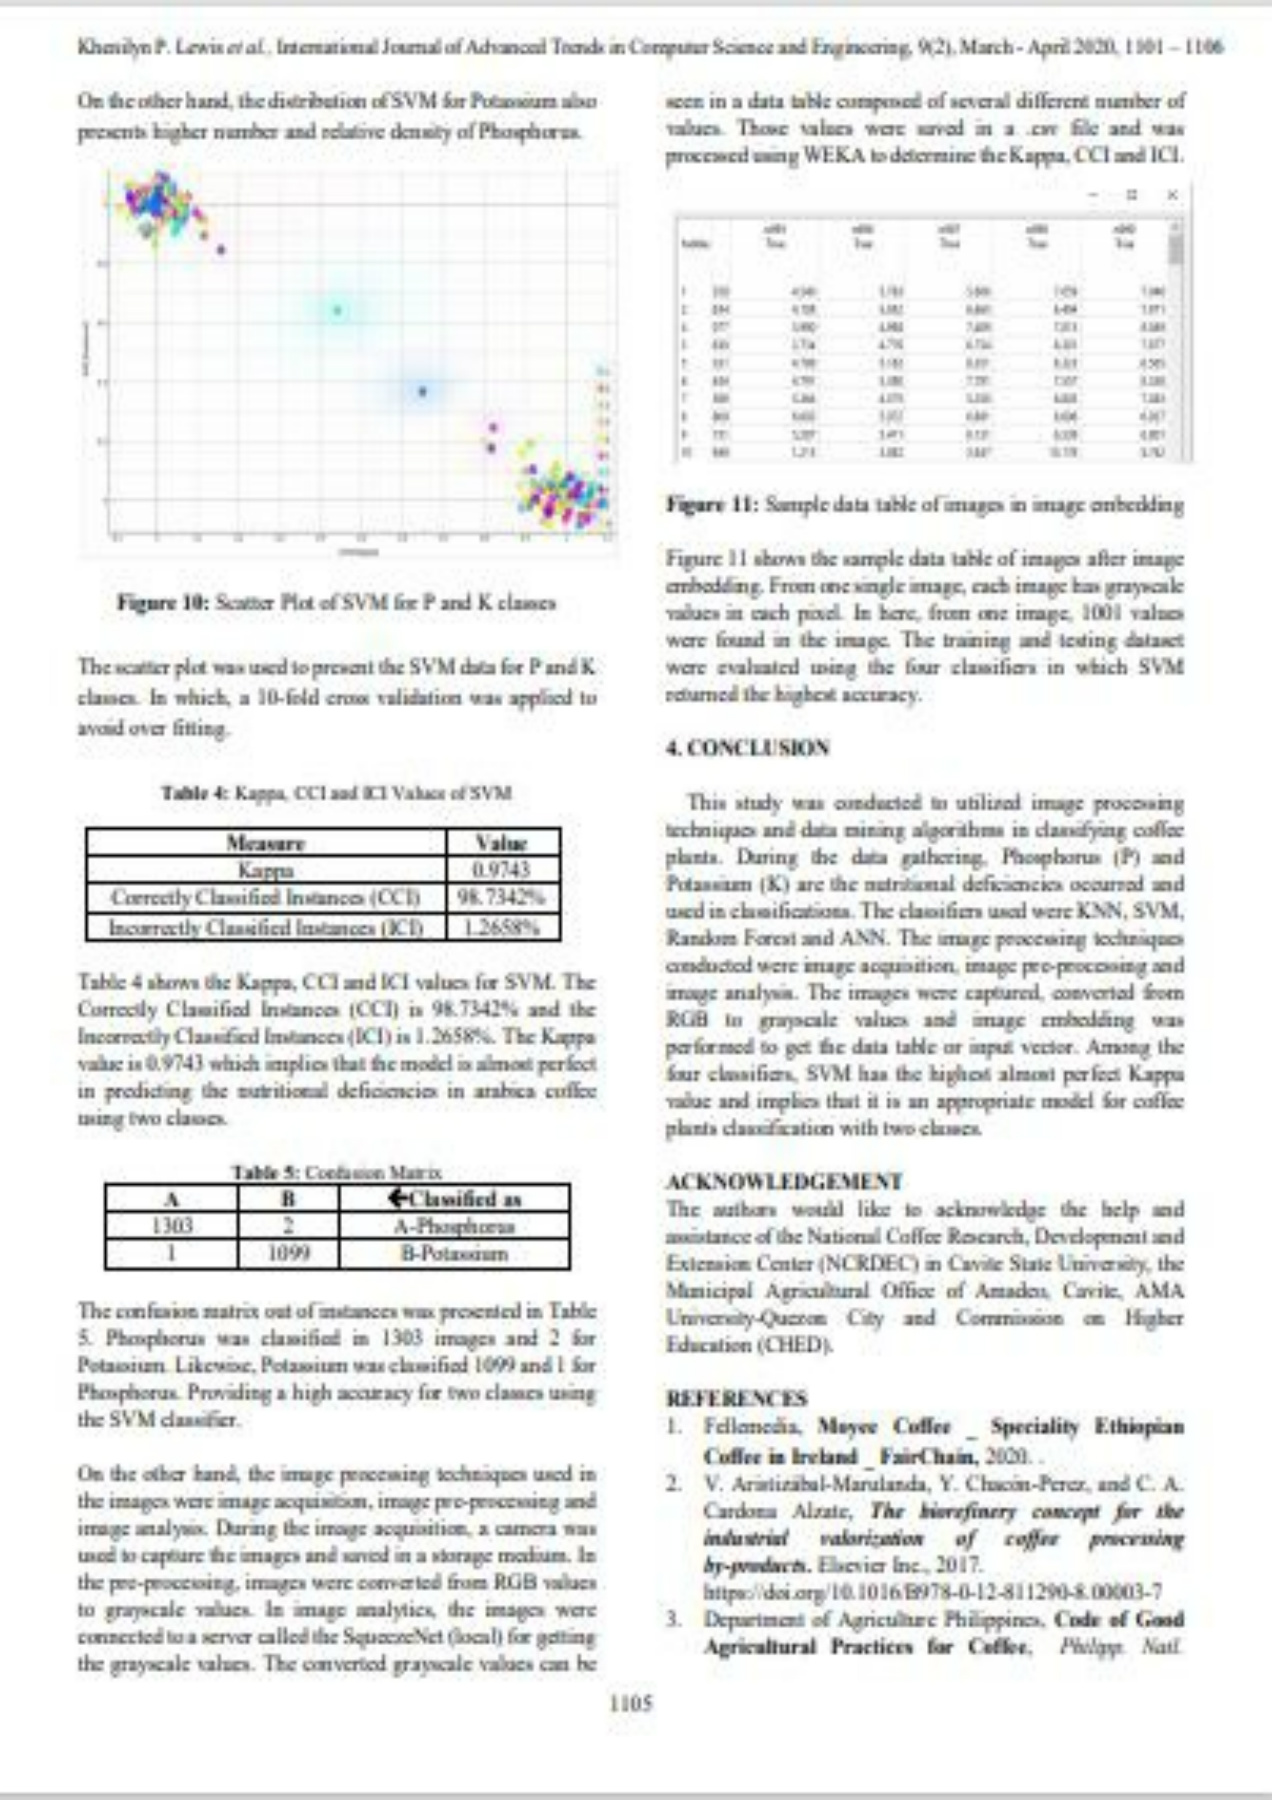 Khenilyn P. Lewis et al., International Journal of Advanced Trends in Computer Science and Engineering, 9(2), March - April 2020, 1101 – 1106
On the other hand, the distribution of SVM for Potassium also
presents higher number and relative density of Phosphorus.
Figure 10: Scatter Plot of SVM for P and K classes
The scatter plot was used to present the SVM data for P and K
classes. In which, a 10-fold cross validation was applied to
avoid over fitting.
Table 4: Kappa, CCI and ICI Values of SVM
Measure Value
Kappa 0.9743
Correctly Classified Instances (CCI) 98.7342%
Incorrectly Classified Instances (ICI) 1.2658%
Table 4 shows the Kappa, CCI and ICI values for SVM. The
Correctly Classified Instances (CCI) is 98.7342% and the
Incorrectly Classified Instances (ICI) is 1.2658%. The Kappa
value is 0.9743 which implies that the model is almost perfect
in predicting the nutritional deficiencies in arabica coffee
using two classes.
Table 5: Confusion Matrix
A B ←Classified as
1303 2 A-Phosphorus
1 1099 B-Potassium
The confusion matrix out of instances was presented in Table
5. Phosphorus was classified in 1303 images and 2 for
Potassium. Likewise, Potassium was classified 1099 and 1 for
Phosphorus. Providing a high accuracy for two classes using
the SVM classifier.
On the other hand, the image processing techniques used in
the images were image acquisition, image pre-processing and
image analysis. During the image acquisition, a camera was
used to capture the images and saved in a storage medium. In
the pre-processing, images were converted from RGB values
to grayscale values. In image analytics, the images were
connected to a server called the SqueezeNet (local) for getting
the grayscale values. The converted grayscale values can be
seen in a data table composed of several different number of
values. Those values were saved in a .csv file and was
processed using WEKA to determine the Kappa, CCI and ICI.
Figure 11: Sample data table of images in image embedding
Figure 11 shows the sample data table of images after image
embedding. From one single image, each image has grayscale
values in each pixel. In here, from one image, 1001 values
were found in the image. The training and testing dataset
were evaluated using the four classifiers in which SVM
returned the highest accuracy.
4. CONCLUSION
This study was conducted to utilized image processing
techniques and data mining algorithms in classifying coffee
plants. During the data gathering, Phosphorus (P) and
Potassium (K) are the nutritional deficiencies occurred and
used in classifications. The classifiers used were KNN, SVM,
Random Forest and ANN. The image processing techniques
conducted were image acquisition, image pre-processing and
image analysis. The images were captured, converted from
RGB to grayscale values and image embedding was
performed to get the data table or input vector. Among the
four classifiers, SVM has the highest almost perfect Kappa
value and implies that it is an appropriate model for coffee
plants classification with two classes.
ACKNOWLEDGEMENT
The authors would like to acknowledge the help and
assistance of the National Coffee Research, Development and
Extension Center (NCRDEC) in Cavite State University, the
Municipal Agricultural Office of Amadeo, Cavite, AMA
University-Quezon City and Commission on Higher
Education (CHED).
REFERENCES
1. Fellomedia, Moyee Coffee _ Speciality Ethiopian
Coffee in Ireland _ FairChain, 2020. .
2. V. Aristizábal-Marulanda, Y. Chacón-Perez, and C. A.
Cardona Alzate, The biorefinery concept for the
industrial valorization of coffee processing
by-products. Elsevier Inc., 2017.
https://doi.org/10.1016/B978-0-12-811290-8.00003-7
3. Department of Agriculture Philippines, Code of Good
Agricultural Practices for Coffee, Philipp. Natl.
1105